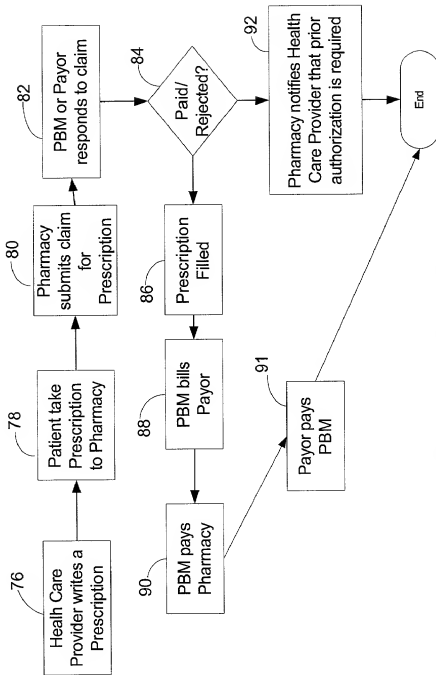 76
Healh Care
Provider writes a
Prescription
78
Patient take
Prescription
to Pharmacy
80
Pharmacy
submits claim
for
Prescription
82
PBM or Payor
responds to claim
84
Paid/
Rejected?
86
Prescription
Filled
88
PBM bills
Payor
90
PBM pays
Pharmacy
91
Payor pays
PBM
92
Pharmacy notifies Health
Care Provider that prior
authorization is required
End